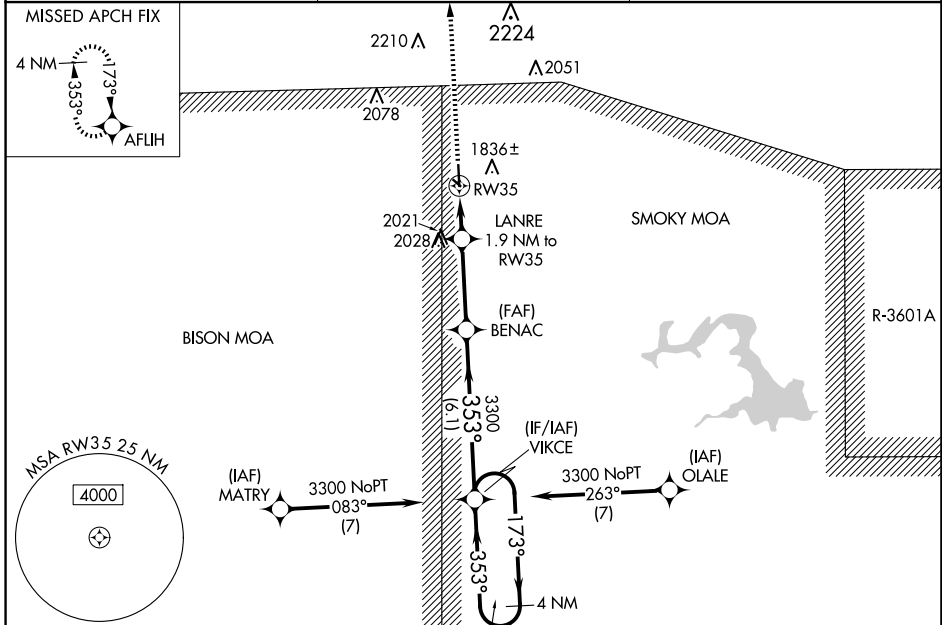 MISSED APCH FIX
4 NM
353°
173°
AFLIH
2210
2224
2051
2078
1836±
RW35
2021
2028
LANRE
1.9 NM to
RW35
SMOKY MOA
BISON MOA
(FAF)
BENAC
R-3601A
3300
353°
(6.1)
(IF/IAF)
VIKCE
MSA RW35 25 NM
4000
(IAF)
MATRY
3300 NoPT
083°
(7)
3300 NoPT
263°
(7)
(IAF)
OLALE
353°
173°
4 NM